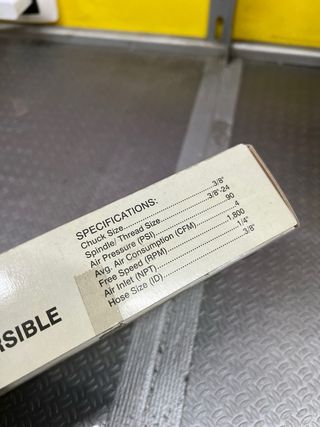 SPECIFICATIONS:
Chuck Size..........................3/8"
Spindle/ Thread Size...............3/8"-24
Air Pressure (PSI).....................90
Avg. Air Consumption (CFM)..........4
Free Speed (RPM)....................1,800
Air Inlet (NPT)........................1/4"
Hose Size (ID)........................3/8"
RSIBLE